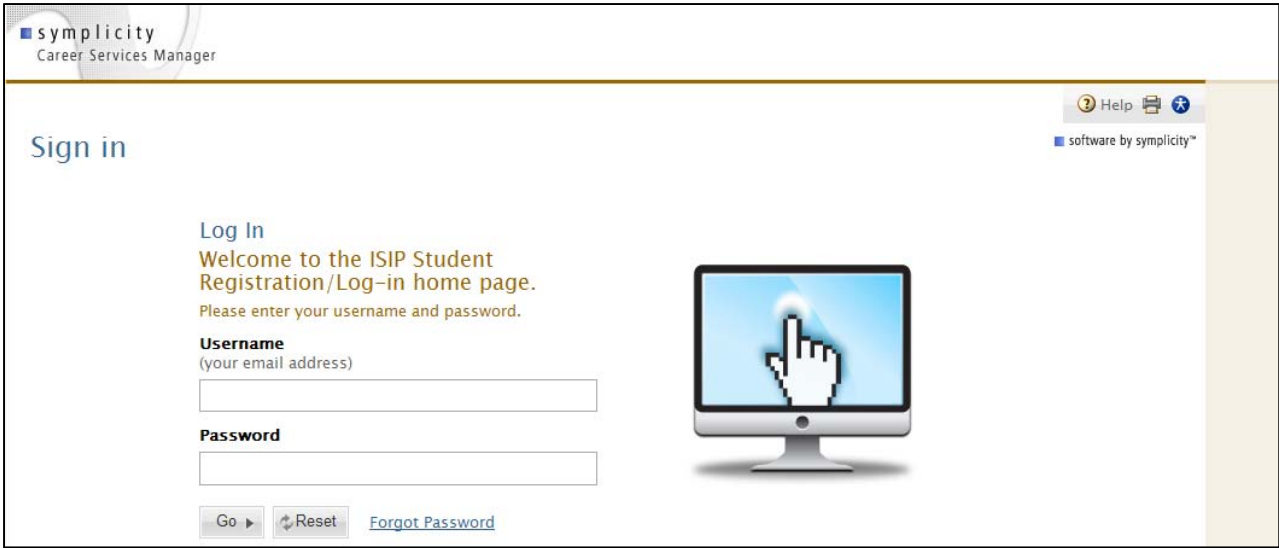 symplicity
Career Services Manager
Help
software by symplicity™
Sign in
Log In
Welcome to the ISIP Student
Registration/Log-in home page.
Please enter your username and password.
Username
(your email address)
Password
Go
Reset
Forgot Password